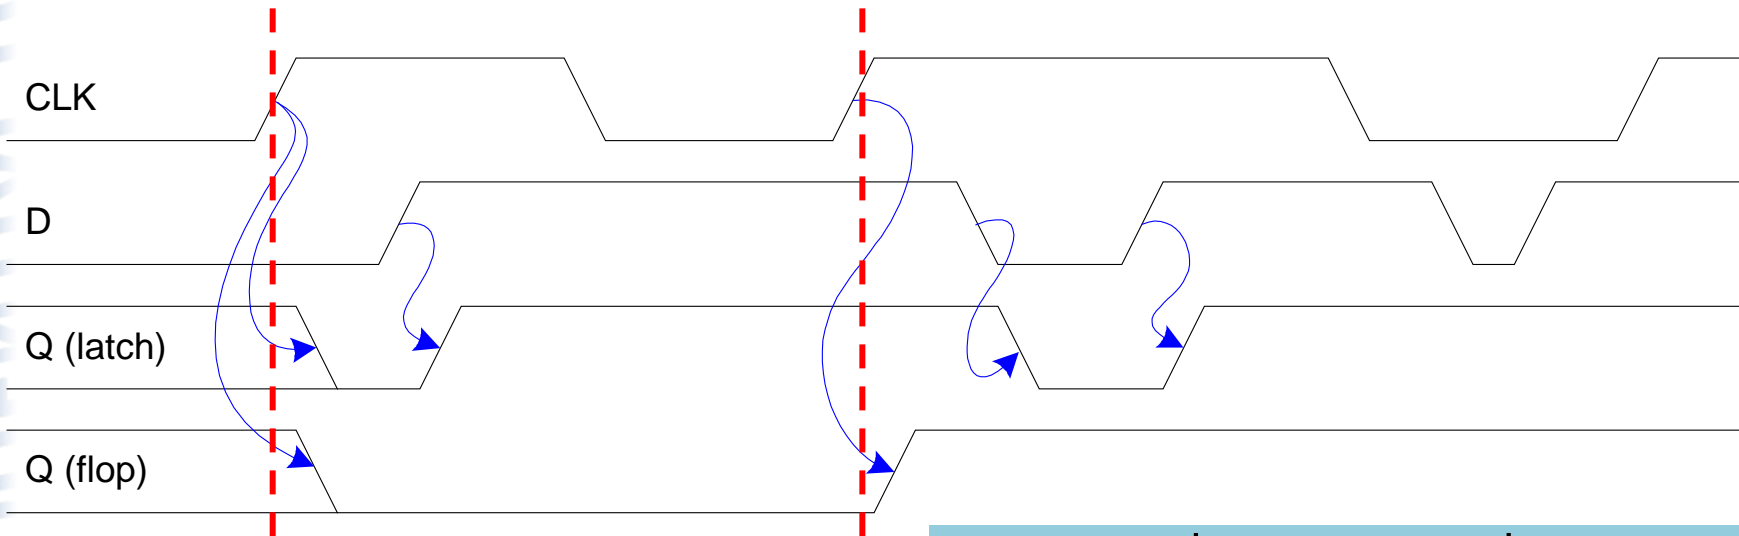 CLK
D
Q (latch)
Q (flop)